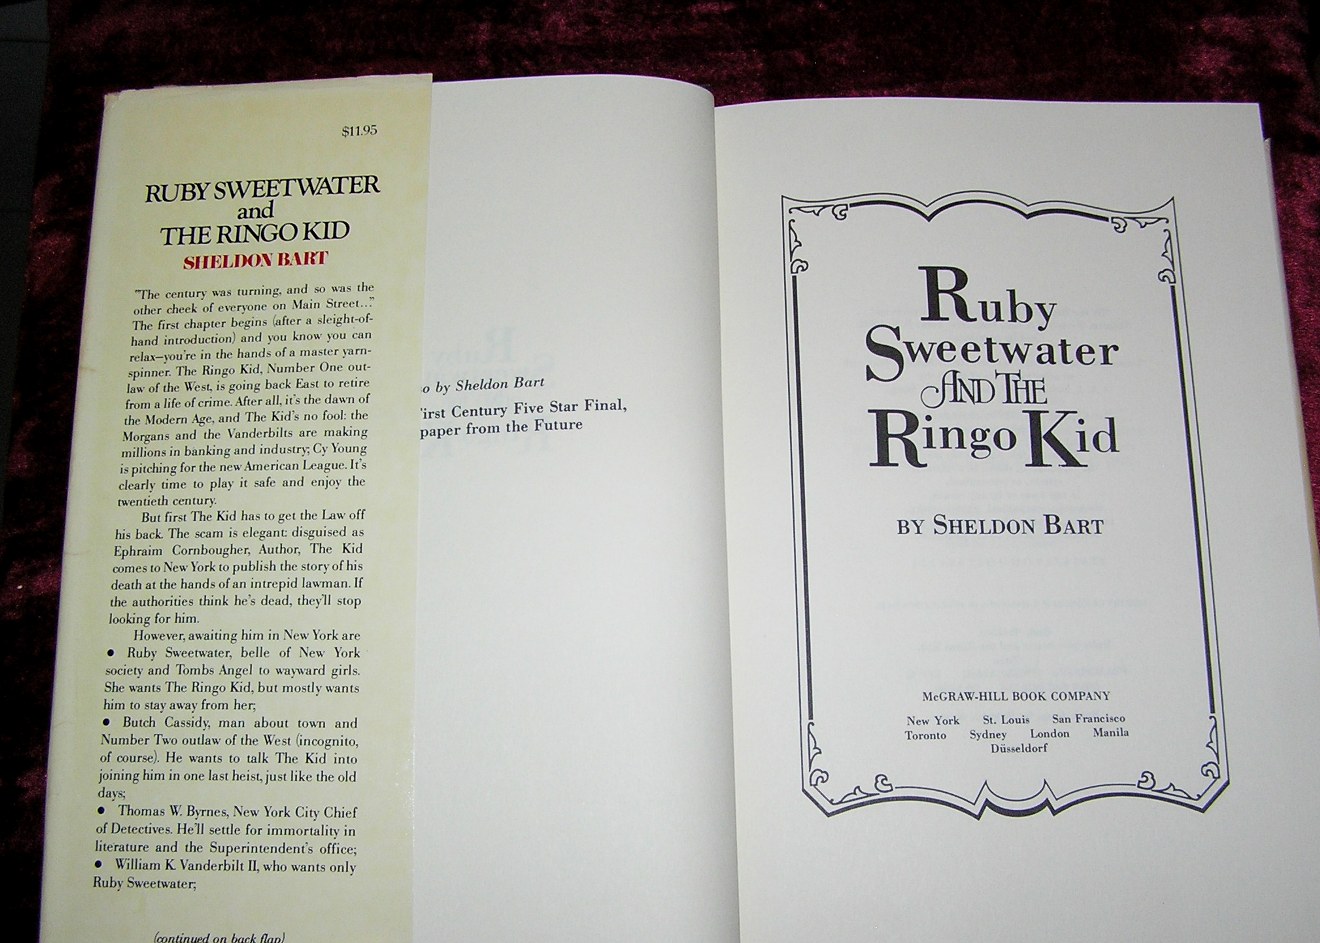 $11.95
RUBY SWEETWATER
and
THE RINGO KID
SHELDON BART
"The century was turning, and so was the
other cheek of everyone on Main Street..."
The first chapter begins (after a sleight-of-
hand introduction) and you know you can
relax—you're in the hands of a master yarn-
spinner. The Ringo Kid, Number One out-
law of the West, is going back East to retire
from a life of crime. After all, it's the dawn of
the Modern Age, and The Kid's no fool: the
Morgans and the Vanderbilts are making
millions in banking and industry; Cy Young
is pitching for the new American League. It's
clearly time to play it safe and enjoy the
twentieth century.
But first The Kid has to get the Law off
his back. The scam is elegant: disguised as
Ephraim Cornbougher, Author, The Kid
comes to New York to publish the story of his
death at the hands of an intrepid lawman. If
the authorities think he's dead, they'll stop
looking for him.
However, awaiting him in New York are
● Ruby Sweetwater, belle of New York
society and Tombs Angel to wayward girls.
She wants The Ringo Kid, but mostly wants
him to stay away from her;
● Butch Cassidy, man about town and
Number Two outlaw of the West (incognito,
of course). He wants to talk The Kid into
joining him in one last heist, just like the old
days;
● Thomas W. Byrnes, New York City Chief
of Detectives. He'll settle for immortality in
literature and the Superintendent's office;
● William K. Vanderbilt II, who wants only
Ruby Sweetwater;
(continued on back flap)
o by Sheldon Bart
irst Century Five Star Final,
paper from the Future
Ruby
Sweetwater
AND THE
Ringo Kid
BY SHELDON BART
McGRAW-HILL BOOK COMPANY
New York St. Louis San Francisco
Toronto Sydney London Manila
Düsseldorf